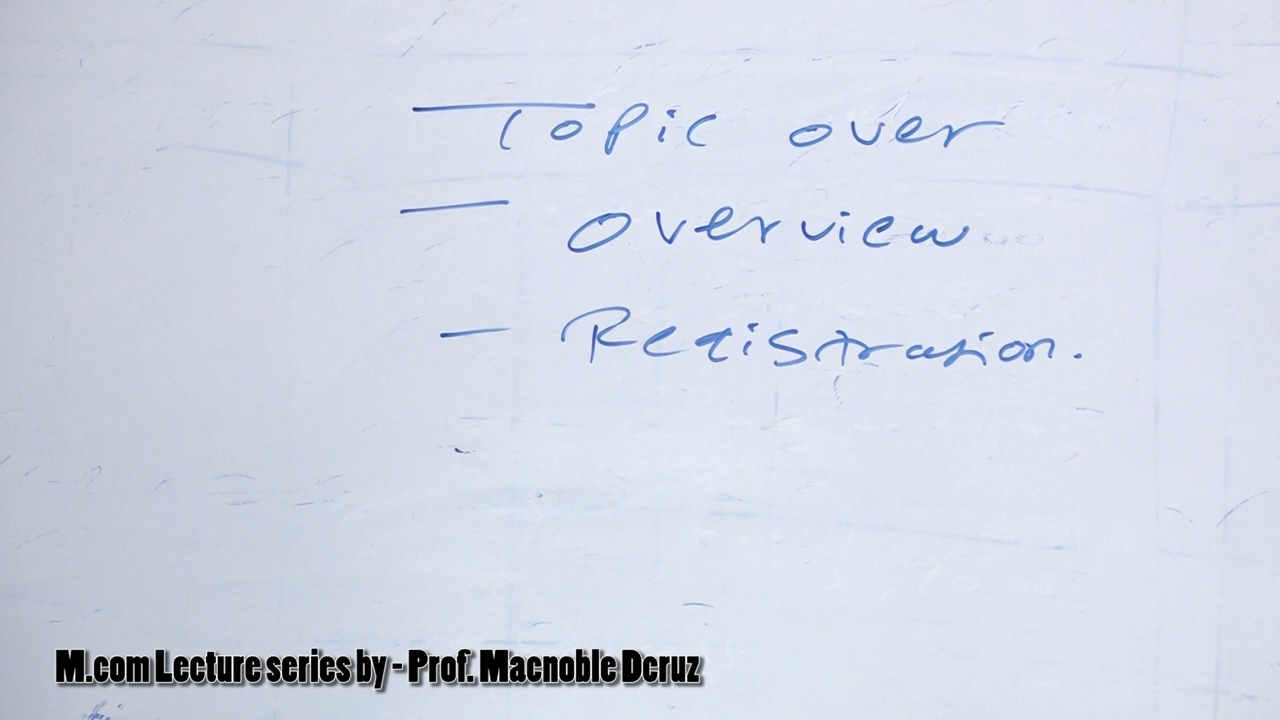 Topic over
— Overview
— Registration.
M.com Lecture series by - Prof. Macnoble Dcruz